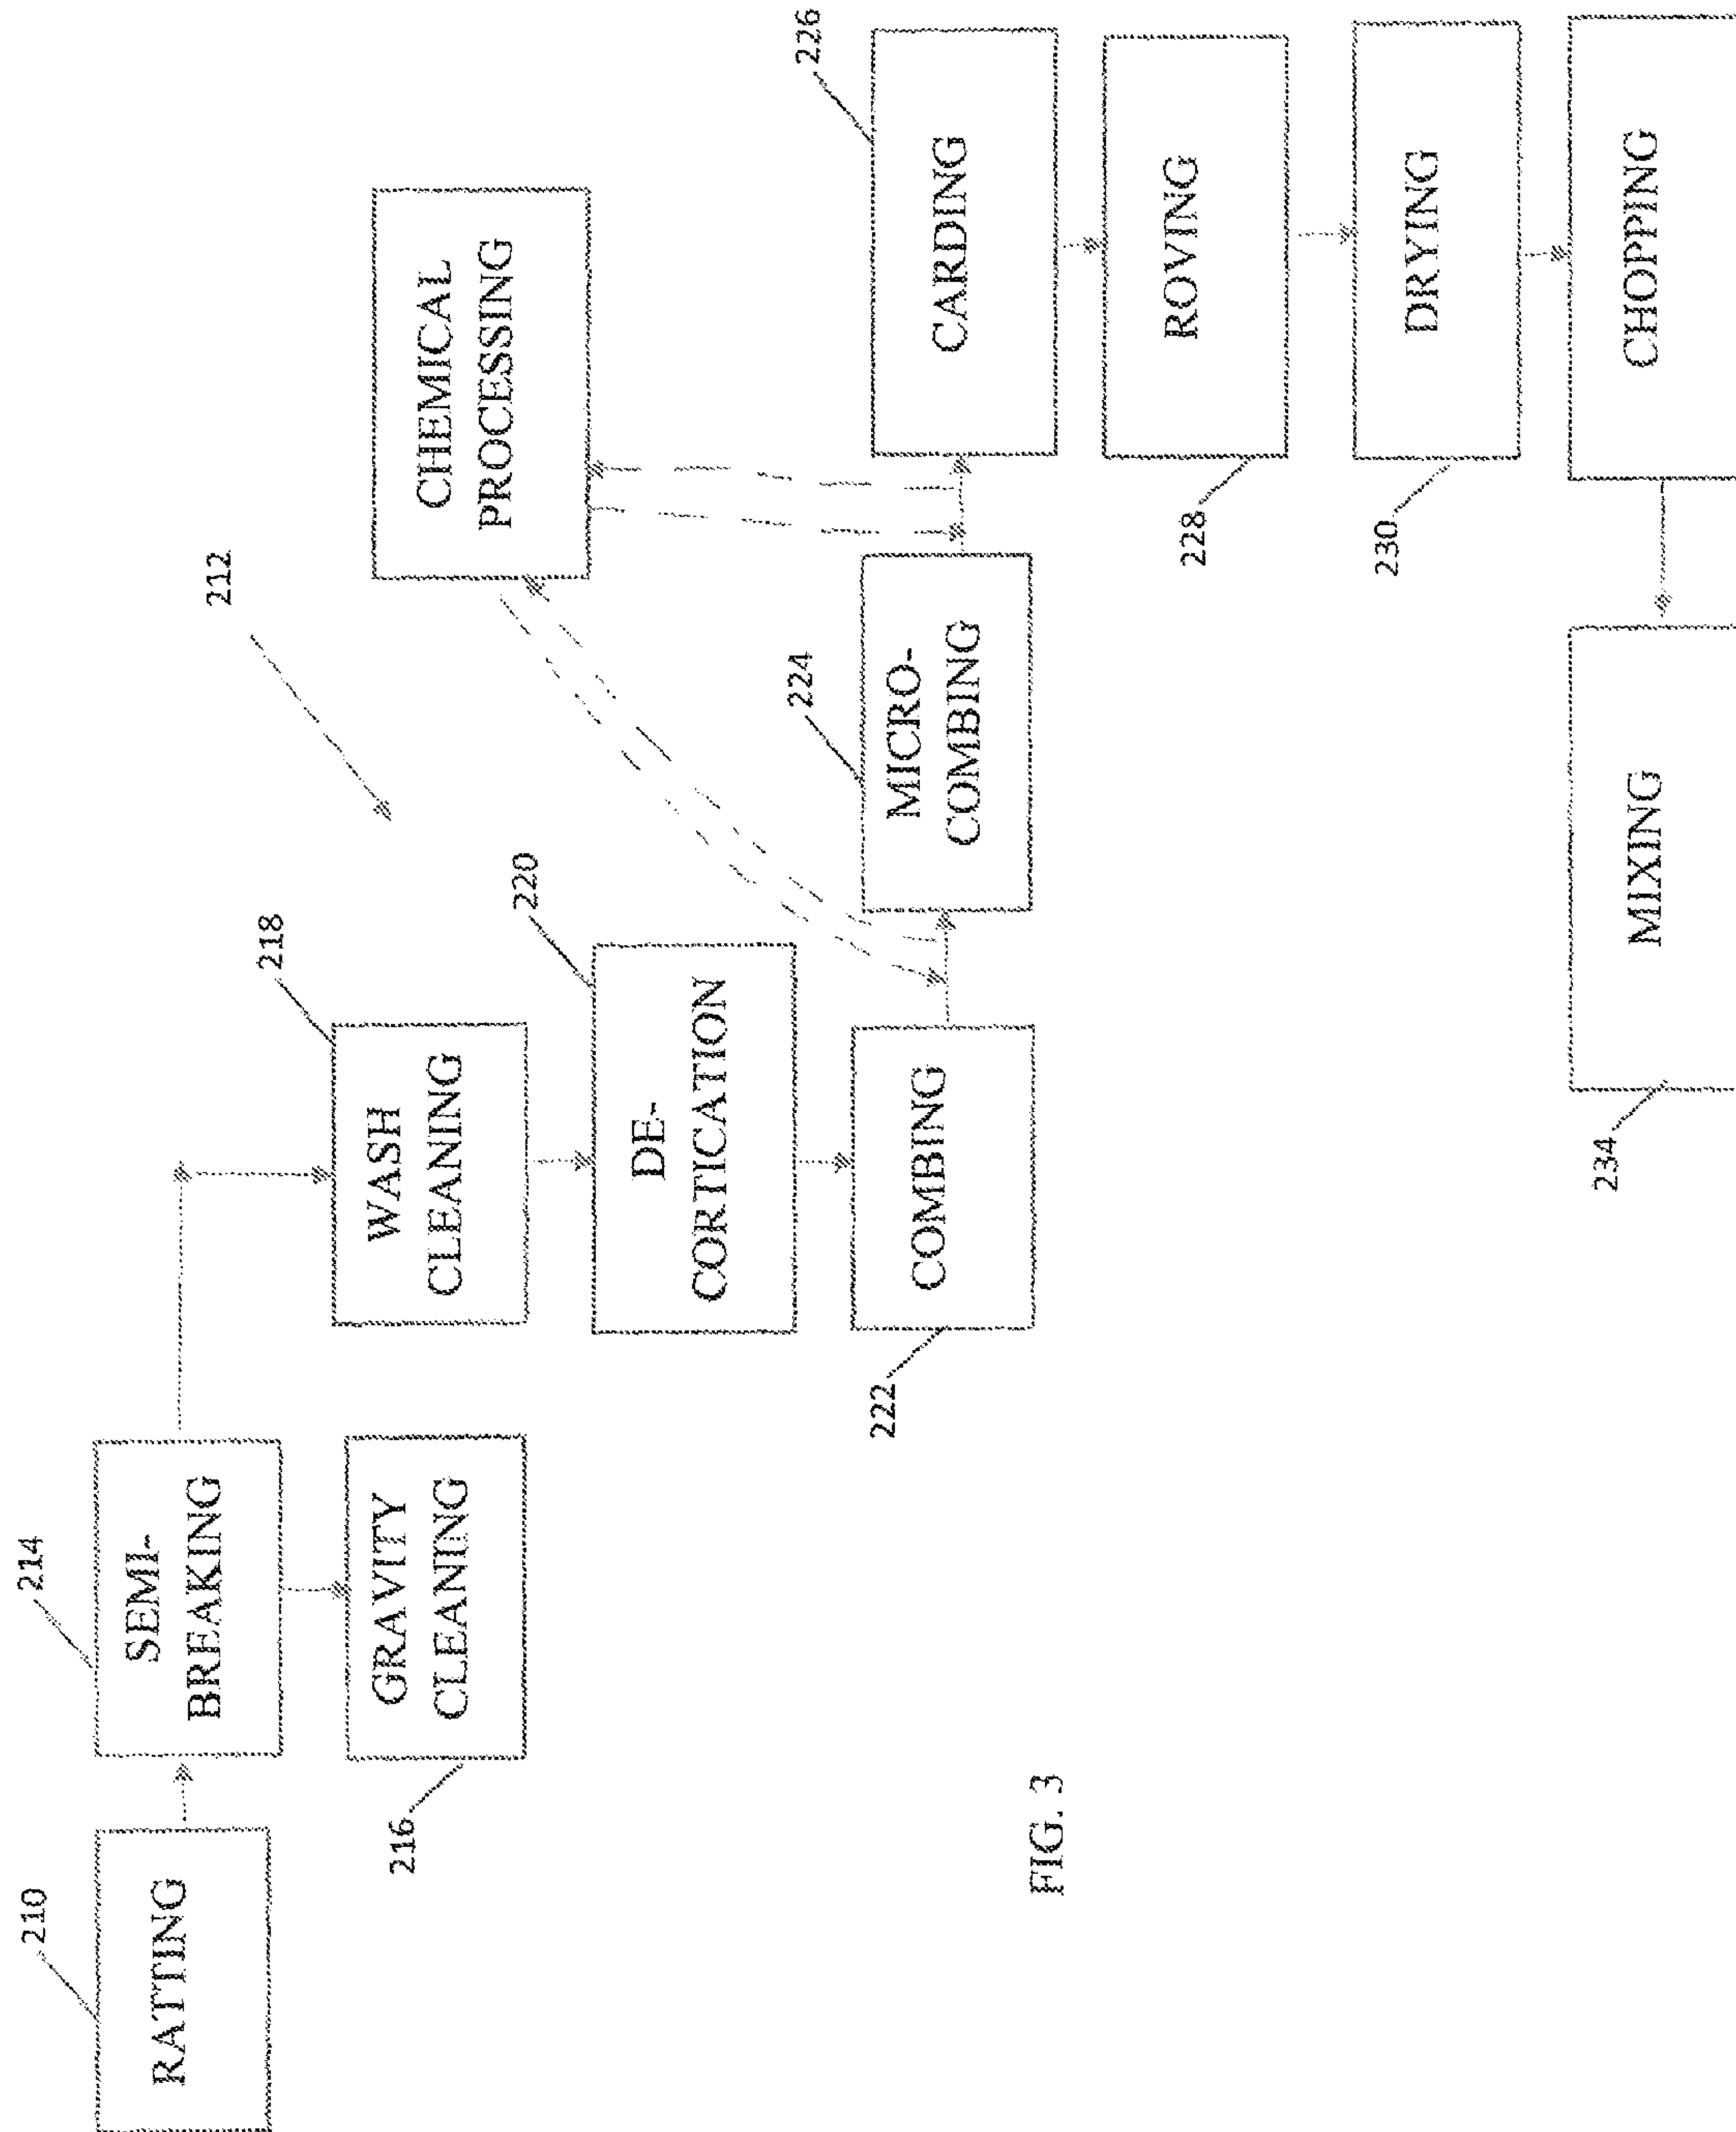 210
RATTING
214
SEMI-
BREAKING
216
GRAVITY
CLEANING
212
218
WASH
CLEANING
220
DE-
CORTICATION
222
COMBING
CHEMICAL
PROCESSING
224
MICRO-
COMBING
226
CARDING
228
ROVING
230
DRYING
CHOPPING
234
MIXING
FIG. 3